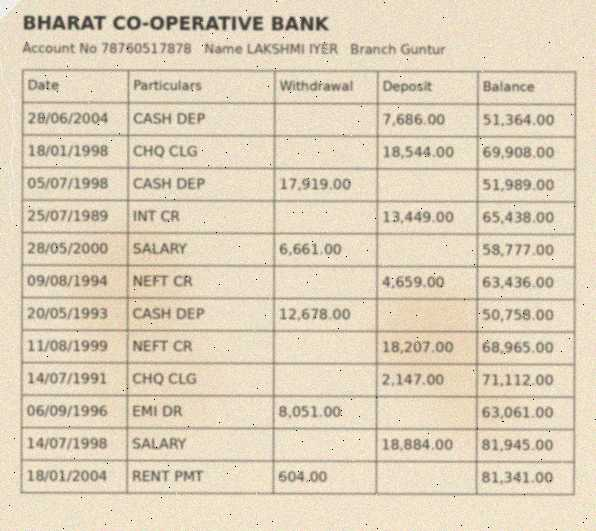 BHARAT CO-OPERATIVE BANK
Account No 78760517878 Name LAKSHMI IYER Branch Guntur
Date Particulars Withdrawal Deposit Balance
28/06/2004 CASH DEP 7,686.00 51,364.00
18/01/1998 CHQ CLG 18,544.00 69,908.00
05/07/1998 CASH DEP 17,919.00 51,989.00
25/07/1989 INT CR 13,449.00 65,438.00
28/05/2000 SALARY 6,661.00 58,777.00
09/08/1994 NEFT CR 4,659.00 63,436.00
20/05/1993 CASH DEP 12,678.00 50,758.00
11/08/1999 NEFT CR 18,207.00 68,965.00
14/07/1991 CHQ CLG 2,147.00 71,112.00
06/09/1996 EMI DR 8,051.00 63,061.00
14/07/1998 SALARY 18,884.00 81,945.00
18/01/2004 RENT PMT 604.00 81,341.00